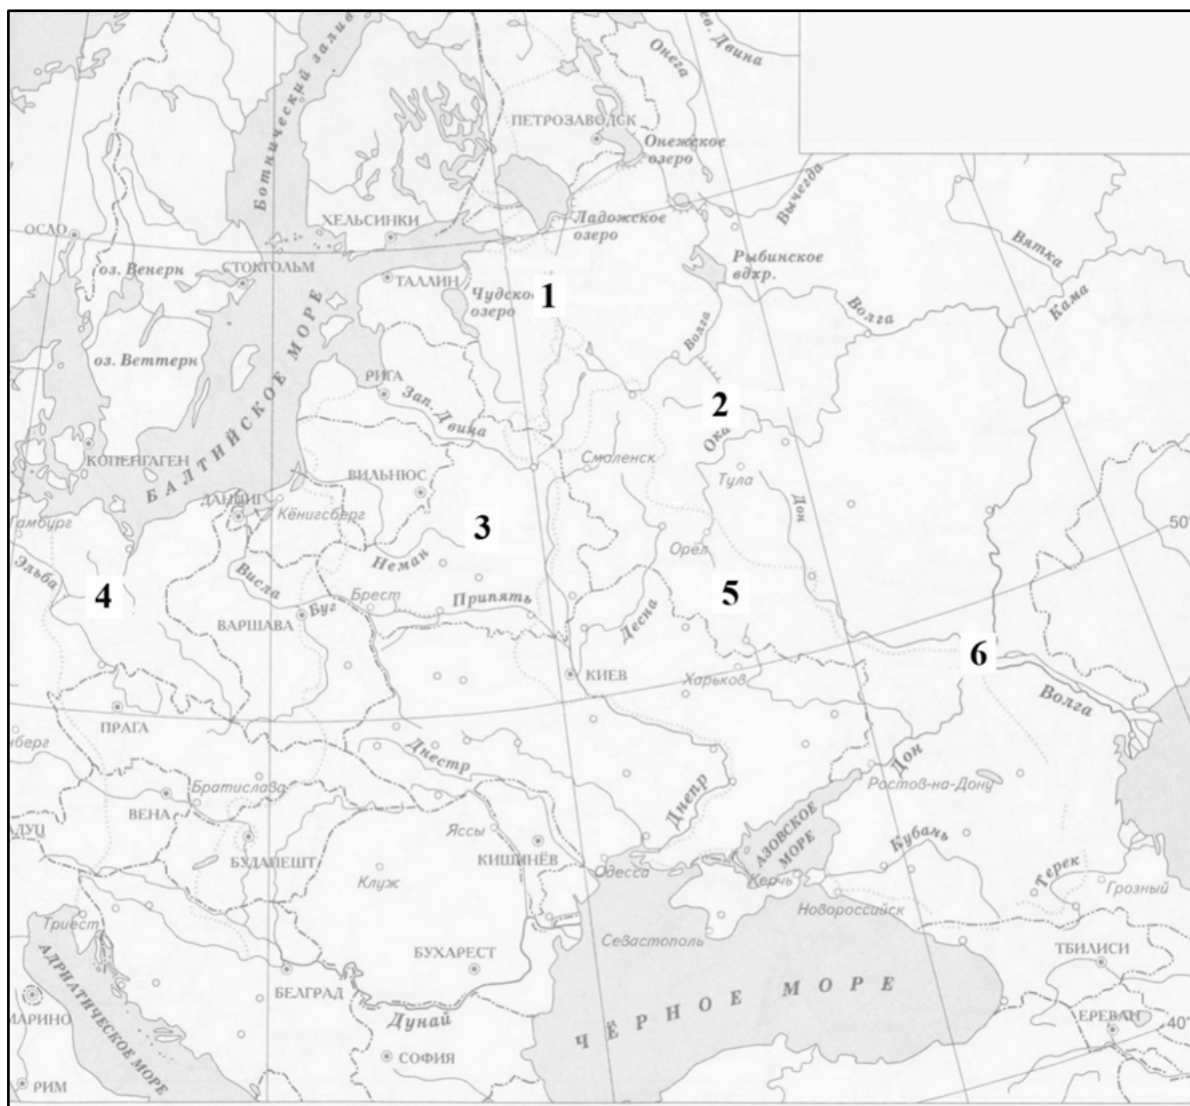 Ботнический залив
Онега
Сев. Двина
ПЕТРОЗАВОДСК
Онежское
озеро
Вычегда
Ладожское
озеро
ХЕЛЬСИНКИ
ОСЛО
Вятка
оз. Венерн
СТОКГОЛЬМ
ТАЛЛИН
Чудское
озеро
1
Рыбинское
вдхр.
Волга
Кама
Волга
оз. Веттерн
БАЛТИЙСКОЕ МОРЕ
РИГА
Зап. Двина
2
Ока
КОПЕНГАГЕН
Смоленск
Тула
ВИЛЬНЮС
ДАНЦИГ
Кёнигсберг
Дон
Гамбург
3
50°
Орёл
Эльба
Неман
4
Висла
Буг
Брест
Припять
Десна
5
ВАРШАВА
6
КИЕВ
Харьков
Волга
ПРАГА
нберг
Днестр
Днепр
Дон
Ростов-на-Дону
Братислава
ВЕНА
АДУЦ
БУДАПЕШТ
Яссы
КИШИНЁВ
АЗОВСКОЕ
МОРЕ
Кубань
Одесса
Керчь
Терек
Грозный
Клуж
Новороссийск
Триест
Севастополь
АДРИАТИЧЕСКОЕ МОРЕ
БУХАРЕСТ
ТБИЛИСИ
БЕЛГРАД
ЧЁРНОЕ МОРЕ
МАРИНО
Дунай
ЕРЕВАН
40°
СОФИЯ
РИМ